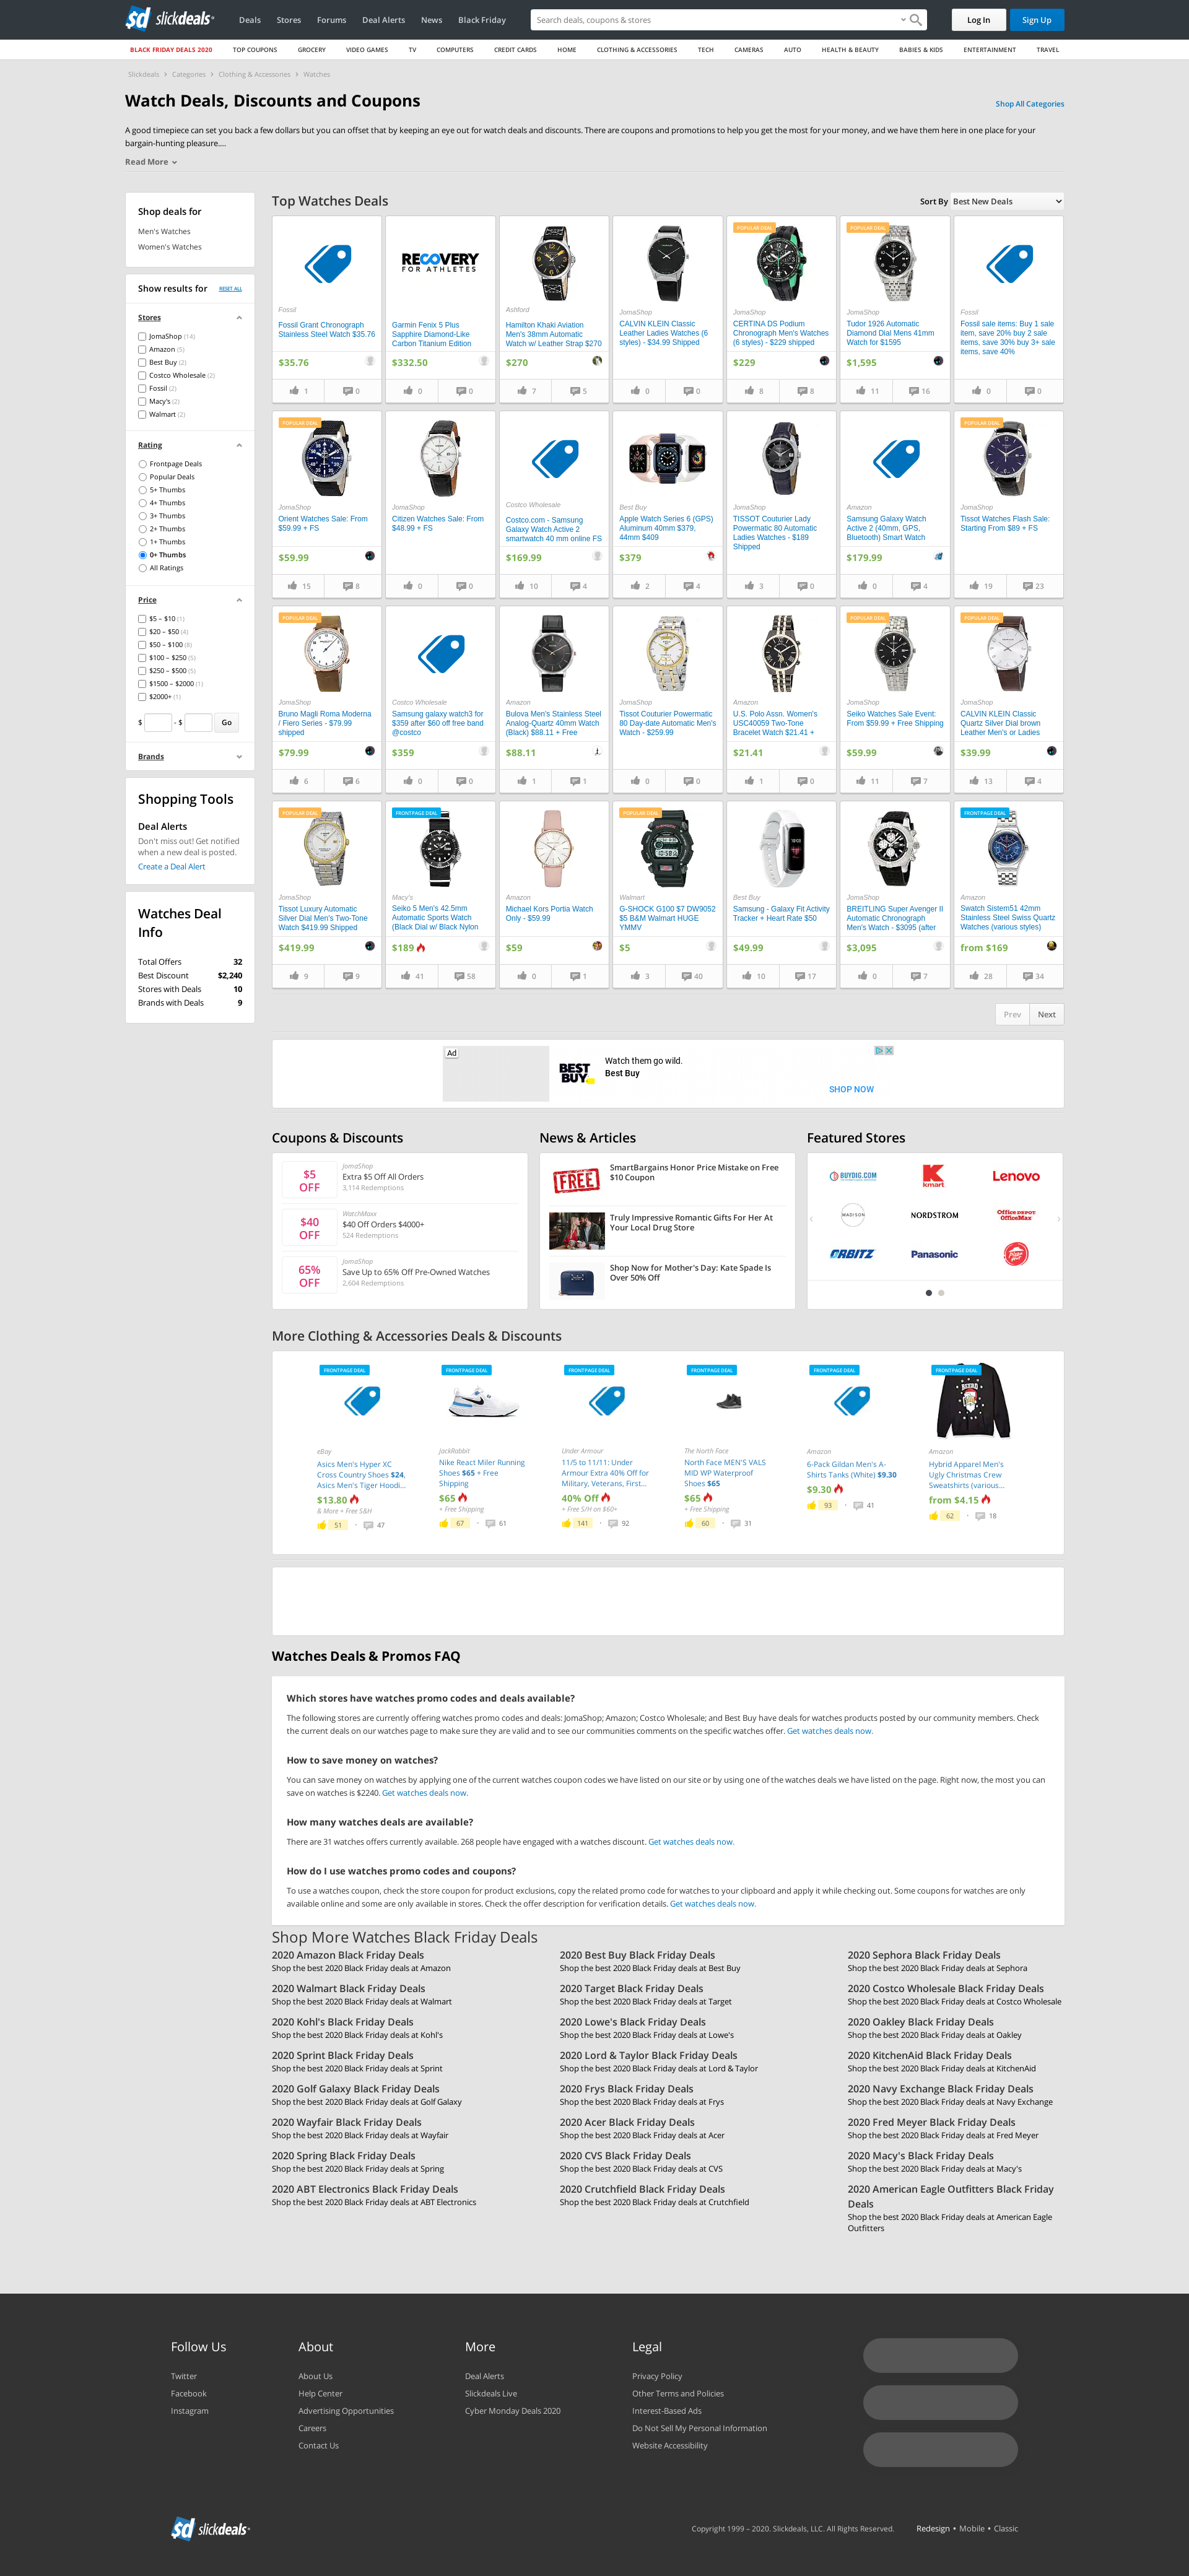 slickdeals
Deals Stores Forums Deal Alerts News Black Friday
Search deals, coupons & stores
Log In Sign Up
BLACK FRIDAY DEALS 2020 TOP COUPONS GROCERY VIDEO GAMES TV COMPUTERS CREDIT CARDS HOME CLOTHING & ACCESSORIES TECH CAMERAS AUTO HEALTH & BEAUTY BABIES & KIDS ENTERTAINMENT TRAVEL
Slickdeals › Categories › Clothing & Accessories › Watches
Watch Deals, Discounts and Coupons
Shop All Categories
A good timepiece can set you back a few dollars but you can offset that by keeping an eye out for watch deals and discounts. There are coupons and promotions to help you get the most for your money, and we have them here in one place for your
bargain-hunting pleasure....
Read More
Shop deals for
Men's Watches
Women's Watches
Show results for RESET ALL
Stores
JomaShop (14)
Amazon (5)
Best Buy (2)
Costco Wholesale (2)
Fossil (2)
Macy's (2)
Walmart (2)
Rating
Frontpage Deals
Popular Deals
5+ Thumbs
4+ Thumbs
3+ Thumbs
2+ Thumbs
1+ Thumbs
0+ Thumbs
All Ratings
Price
$5 – $10 (1)
$20 – $50 (4)
$50 – $100 (8)
$100 – $250 (5)
$250 – $500 (5)
$1500 – $2000 (1)
$2000+ (1)
$ - $ Go
Brands
Shopping Tools
Deal Alerts
Don't miss out! Get notified
when a new deal is posted.
Create a Deal Alert
Watches Deal
Info
Total Offers 32
Best Discount $2,240
Stores with Deals 10
Brands with Deals 9
Top Watches Deals
Sort By Best New Deals
Fossil
Fossil Grant Chronograph
Stainless Steel Watch $35.76
$35.76
1 0
RECOVERY
FOR ATHLETES
Garmin Fenix 5 Plus
Sapphire Diamond-Like
Carbon Titanium Edition
$332.50
0 0
Ashford
Hamilton Khaki Aviation
Men's 38mm Automatic
Watch w/ Leather Strap $270
$270
7 5
JomaShop
CALVIN KLEIN Classic
Leather Ladies Watches (6
styles) - $34.99 Shipped
0 0
POPULAR DEAL
JomaShop
CERTINA DS Podium
Chronograph Men's Watches
(6 styles) - $229 shipped
$229
8 8
POPULAR DEAL
JomaShop
Tudor 1926 Automatic
Diamond Dial Mens 41mm
Watch for $1595
$1,595
11 16
Fossil
Fossil sale items: Buy 1 sale
item, save 20% buy 2 sale
items, save 30% buy 3+ sale
items, save 40%
0 0
POPULAR DEAL
JomaShop
Orient Watches Sale: From
$59.99 + FS
$59.99
15 8
JomaShop
Citizen Watches Sale: From
$48.99 + FS
0 0
Costco Wholesale
Costco.com - Samsung
Galaxy Watch Active 2
smartwatch 40 mm online FS
$169.99
10 4
Best Buy
Apple Watch Series 6 (GPS)
Aluminum 40mm $379,
44mm $409
$379
2 4
JomaShop
TISSOT Couturier Lady
Powermatic 80 Automatic
Ladies Watches - $189
Shipped
3 0
Amazon
Samsung Galaxy Watch
Active 2 (40mm, GPS,
Bluetooth) Smart Watch
$179.99
0 4
POPULAR DEAL
JomaShop
Tissot Watches Flash Sale:
Starting From $89 + FS
19 23
POPULAR DEAL
JomaShop
Bruno Magli Roma Moderna
/ Fiero Series - $79.99
shipped
$79.99
6 6
Costco Wholesale
Samsung galaxy watch3 for
$359 after $60 off free band
@costco
$359
0 0
Amazon
Bulova Men's Stainless Steel
Analog-Quartz 40mm Watch
(Black) $88.11 + Free
$88.11
1 1
JomaShop
Tissot Couturier Powermatic
80 Day-date Automatic Men's
Watch - $259.99
0 0
Amazon
U.S. Polo Assn. Women's
USC40059 Two-Tone
Bracelet Watch $21.41 +
$21.41
1 0
POPULAR DEAL
JomaShop
Seiko Watches Sale Event:
From $59.99 + Free Shipping
$59.99
11 7
POPULAR DEAL
JomaShop
CALVIN KLEIN Classic
Quartz Silver Dial brown
Leather Men's or Ladies
$39.99
13 4
POPULAR DEAL
JomaShop
Tissot Luxury Automatic
Silver Dial Men's Two-Tone
Watch $419.99 Shipped
$419.99
9 9
FRONTPAGE DEAL
Macy's
Seiko 5 Men's 42.5mm
Automatic Sports Watch
(Black Dial w/ Black Nylon
$189
41 58
Amazon
Michael Kors Portia Watch
Only - $59.99
$59
0 1
POPULAR DEAL
Walmart
G-SHOCK G100 $7 DW9052
$5 B&M Walmart HUGE
YMMV
$5
3 40
Best Buy
Samsung - Galaxy Fit Activity
Tracker + Heart Rate $50
$49.99
10 17
JomaShop
BREITLING Super Avenger II
Automatic Chronograph
Men's Watch - $3095 (after
$3,095
0 7
FRONTPAGE DEAL
Amazon
Swatch Sistem51 42mm
Stainless Steel Swiss Quartz
Watches (various styles)
from $169
28 34
Prev Next
Ad
BEST BUY
Watch them go wild.
Best Buy
SHOP NOW
Coupons & Discounts
$5 OFF
JomaShop
Extra $5 Off All Orders
3,114 Redemptions
$40 OFF
WatchMaxx
$40 Off Orders $4000+
524 Redemptions
65% OFF
JomaShop
Save Up to 65% Off Pre-Owned Watches
2,604 Redemptions
News & Articles
FREE
SmartBargains Honor Price Mistake on Free
$10 Coupon
Truly Impressive Romantic Gifts For Her At
Your Local Drug Store
Shop Now for Mother's Day: Kate Spade Is
Over 50% Off
Featured Stores
BUYDIG.COM kmart Lenovo
MADISON NORDSTROM Office DEPOT OfficeMax
ORBITZ Panasonic
More Clothing & Accessories Deals & Discounts
FRONTPAGE DEAL
eBay
Asics Men's Hyper XC
Cross Country Shoes $24,
Asics Men's Tiger Hoodi...
$13.80
& More + Free S&H
51 • 47
FRONTPAGE DEAL
JackRabbit
Nike React Miler Running
Shoes $65 + Free
Shipping
$65
+ Free Shipping
67 • 61
FRONTPAGE DEAL
Under Armour
11/5 to 11/11: Under
Armour Extra 40% Off for
Military, Veterans, First...
40% Off
+ Free S/H on $60+
141 • 92
FRONTPAGE DEAL
The North Face
North Face MEN'S VALS
MID WP Waterproof
Shoes $65
$65
+ Free Shipping
60 • 31
FRONTPAGE DEAL
Amazon
6-Pack Gildan Men's A-
Shirts Tanks (White) $9.30
$9.30
93 • 41
FRONTPAGE DEAL
Amazon
Hybrid Apparel Men's
Ugly Christmas Crew
Sweatshirts (various...
from $4.15
62 • 18
Watches Deals & Promos FAQ
Which stores have watches promo codes and deals available?
The following stores are currently offering watches promo codes and deals: JomaShop; Amazon; Costco Wholesale; and Best Buy have deals for watches products posted by our community members. Check
the current deals on our watches page to make sure they are valid and to see our communities comments on the specific watches offer. Get watches deals now.
How to save money on watches?
You can save money on watches by applying one of the current watches coupon codes we have listed on our site or by using one of the watches deals we have listed on the page. Right now, the most you can
save on watches is $2240. Get watches deals now.
How many watches deals are available?
There are 31 watches offers currently available. 268 people have engaged with a watches discount. Get watches deals now.
How do I use watches promo codes and coupons?
To use a watches coupon, check the store coupon for product exclusions, copy the related promo code for watches to your clipboard and apply it while checking out. Some coupons for watches are only
available online and some are only available in stores. Check the offer description for verification details. Get watches deals now.
Shop More Watches Black Friday Deals
2020 Amazon Black Friday Deals
Shop the best 2020 Black Friday deals at Amazon
2020 Best Buy Black Friday Deals
Shop the best 2020 Black Friday deals at Best Buy
2020 Sephora Black Friday Deals
Shop the best 2020 Black Friday deals at Sephora
2020 Walmart Black Friday Deals
Shop the best 2020 Black Friday deals at Walmart
2020 Target Black Friday Deals
Shop the best 2020 Black Friday deals at Target
2020 Costco Wholesale Black Friday Deals
Shop the best 2020 Black Friday deals at Costco Wholesale
2020 Kohl's Black Friday Deals
Shop the best 2020 Black Friday deals at Kohl's
2020 Lowe's Black Friday Deals
Shop the best 2020 Black Friday deals at Lowe's
2020 Oakley Black Friday Deals
Shop the best 2020 Black Friday deals at Oakley
2020 Sprint Black Friday Deals
Shop the best 2020 Black Friday deals at Sprint
2020 Lord & Taylor Black Friday Deals
Shop the best 2020 Black Friday deals at Lord & Taylor
2020 KitchenAid Black Friday Deals
Shop the best 2020 Black Friday deals at KitchenAid
2020 Golf Galaxy Black Friday Deals
Shop the best 2020 Black Friday deals at Golf Galaxy
2020 Frys Black Friday Deals
Shop the best 2020 Black Friday deals at Frys
2020 Navy Exchange Black Friday Deals
Shop the best 2020 Black Friday deals at Navy Exchange
2020 Wayfair Black Friday Deals
Shop the best 2020 Black Friday deals at Wayfair
2020 Acer Black Friday Deals
Shop the best 2020 Black Friday deals at Acer
2020 Fred Meyer Black Friday Deals
Shop the best 2020 Black Friday deals at Fred Meyer
2020 Spring Black Friday Deals
Shop the best 2020 Black Friday deals at Spring
2020 CVS Black Friday Deals
Shop the best 2020 Black Friday deals at CVS
2020 Macy's Black Friday Deals
Shop the best 2020 Black Friday deals at Macy's
2020 ABT Electronics Black Friday Deals
Shop the best 2020 Black Friday deals at ABT Electronics
2020 Crutchfield Black Friday Deals
Shop the best 2020 Black Friday deals at Crutchfield
2020 American Eagle Outfitters Black Friday
Deals
Shop the best 2020 Black Friday deals at American Eagle
Outfitters
Follow Us
Twitter
Facebook
Instagram
About
About Us
Help Center
Advertising Opportunities
Careers
Contact Us
More
Deal Alerts
Slickdeals Live
Cyber Monday Deals 2020
Legal
Privacy Policy
Other Terms and Policies
Interest-Based Ads
Do Not Sell My Personal Information
Website Accessibility
slickdeals
Copyright 1999 – 2020. Slickdeals, LLC. All Rights Reserved. Redesign • Mobile • Classic